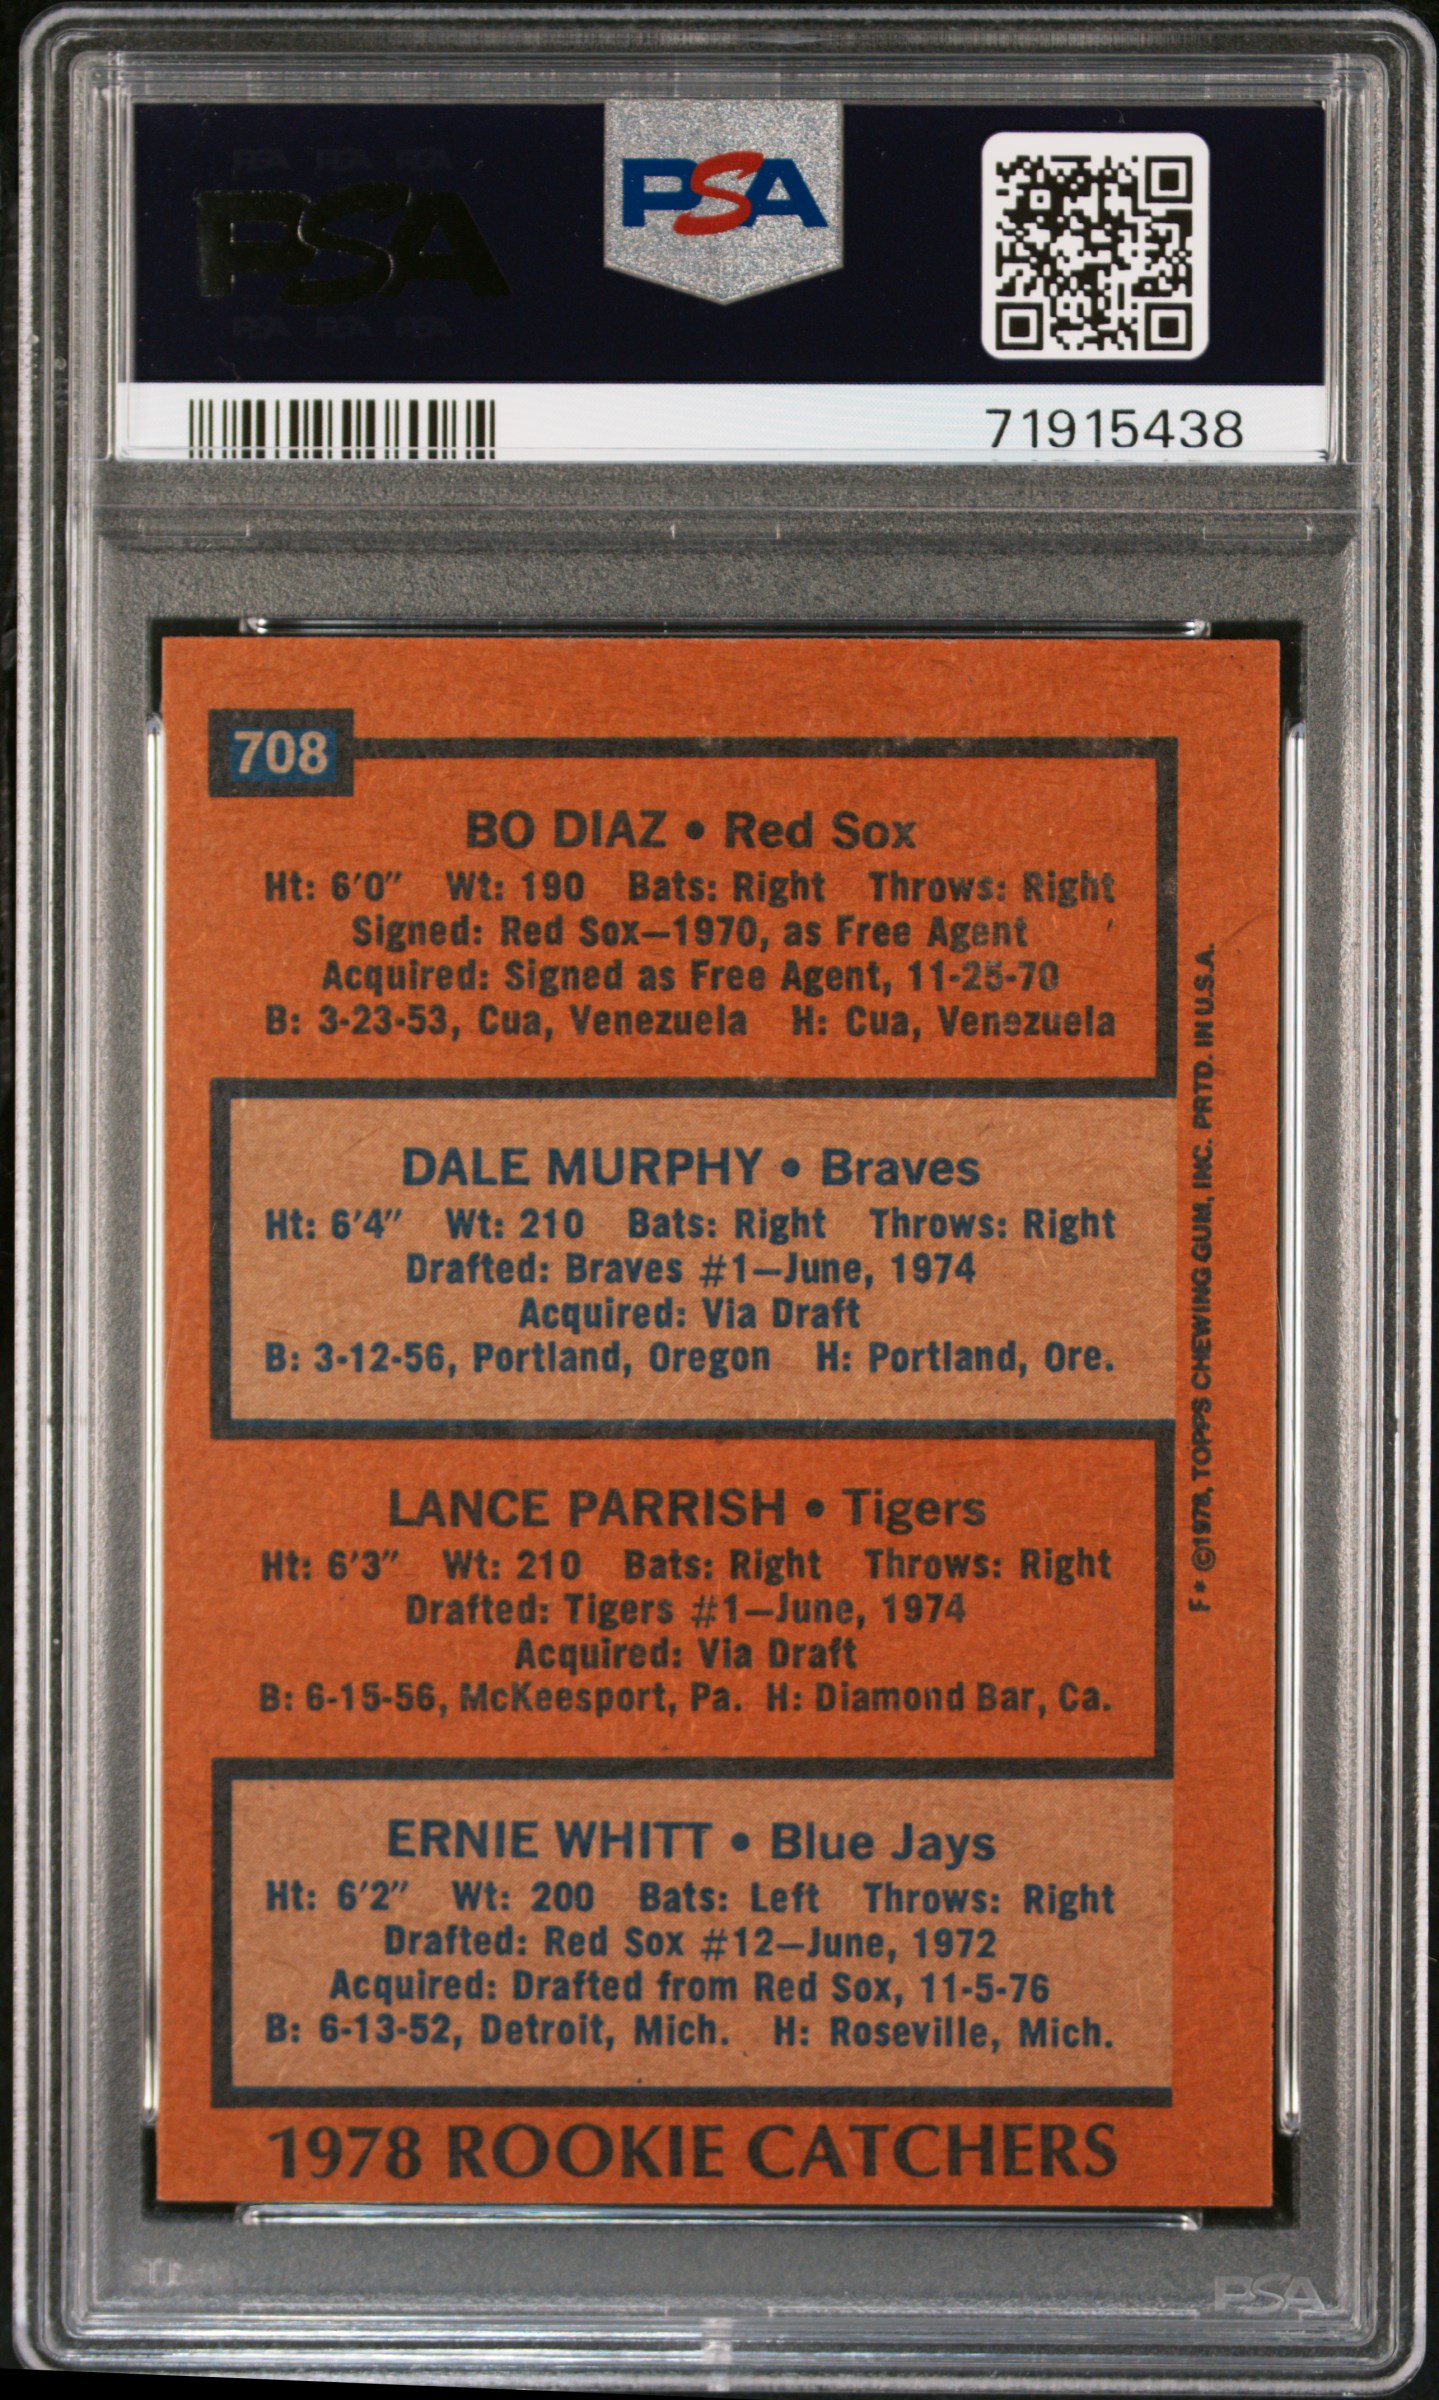 PSA PSA PSA
PSA
PSA PSA PSA
PSA
71915438
708
BO DIAZ • Red Sox
Ht: 6'0" Wt: 190 Bats: Right Throws: Right
Signed: Red Sox—1970, as Free Agent
Acquired: Signed as Free Agent, 11-25-70
B: 3-23-53, Cua, Venezuela H: Cua, Venezuela
DALE MURPHY • Braves
Ht: 6'4" Wt: 210 Bats: Right Throws: Right
Drafted: Braves #1—June, 1974
Acquired: Via Draft
B: 3-12-56, Portland, Oregon H: Portland, Ore.
LANCE PARRISH • Tigers
Ht: 6'3" Wt: 210 Bats: Right Throws: Right
Drafted: Tigers #1—June, 1974
Acquired: Via Draft
B: 6-15-56, McKeesport, Pa. H: Diamond Bar, Ca.
ERNIE WHITT • Blue Jays
Ht: 6'2" Wt: 200 Bats: Left Throws: Right
Drafted: Red Sox #12—June, 1972
Acquired: Drafted from Red Sox, 11-5-76
B: 6-13-52, Detroit, Mich. H: Roseville, Mich.
1978 ROOKIE CATCHERS
F* ©1978, TOPPS CHEWING GUM, INC. PRTD. IN U.S.A.
PSA